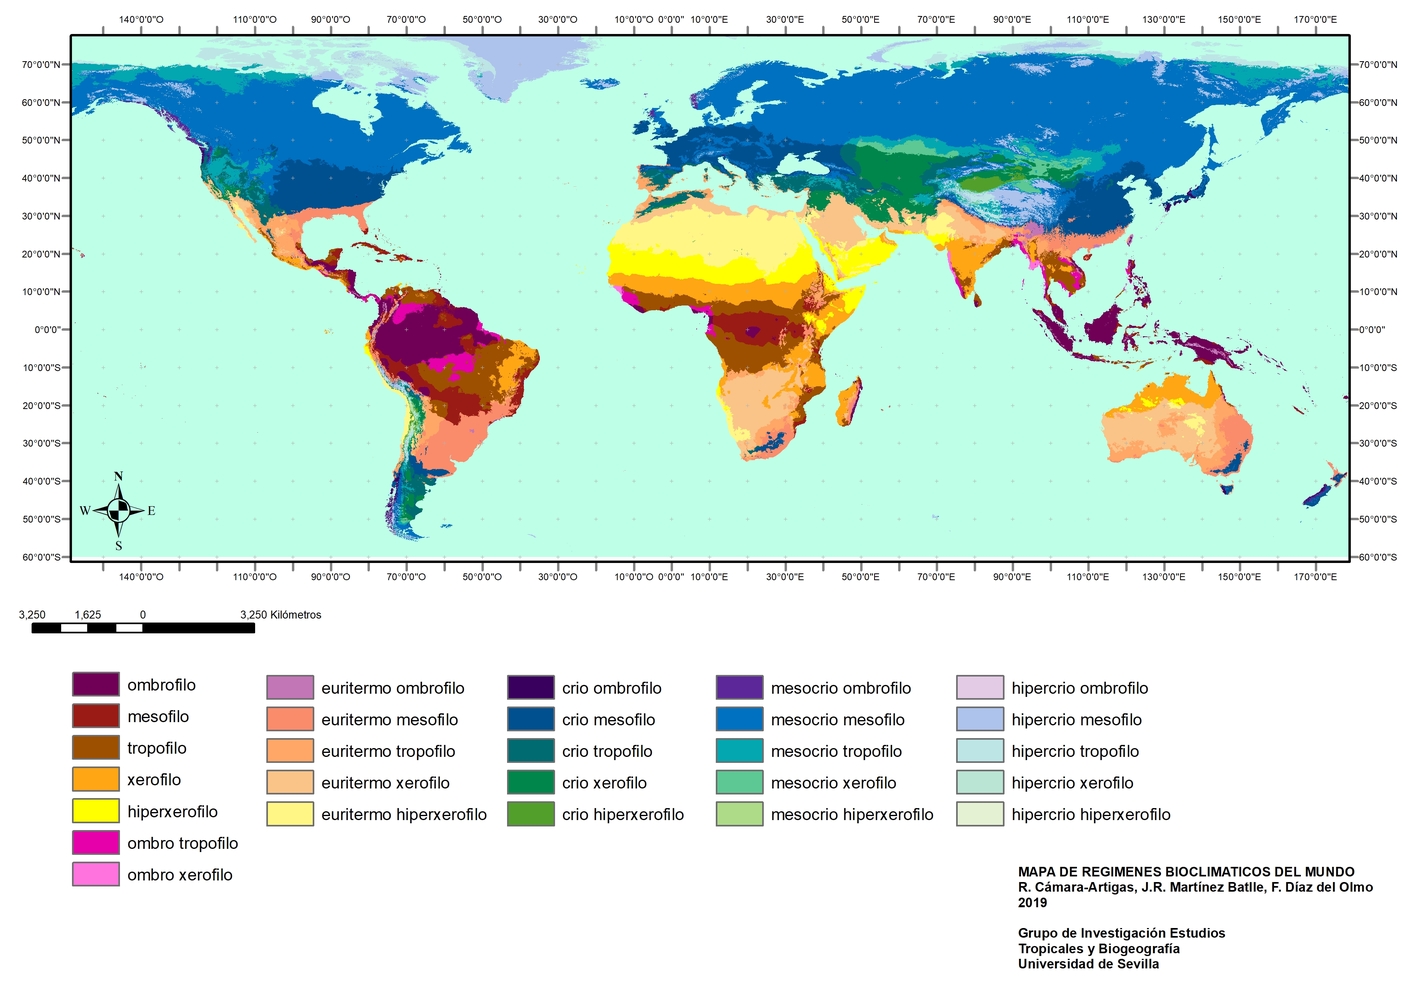 140°0'0"O 110°0'0"O 90°0'0"O 70°0'0"O 50°0'0"O 30°0'0"O 10°0'0"O 0°0'0" 10°0'0"E 30°0'0"E 50°0'0"E 70°0'0"E 90°0'0"E 110°0'0"E 130°0'0"E 150°0'0"E 170°0'0"E
70°0'0"N 70°0'0"N
60°0'0"N 60°0'0"N
50°0'0"N 50°0'0"N
40°0'0"N 40°0'0"N
30°0'0"N 30°0'0"N
20°0'0"N 20°0'0"N
10°0'0"N 10°0'0"N
0°0'0" 0°0'0"
10°0'0"S 10°0'0"S
20°0'0"S 20°0'0"S
30°0'0"S 30°0'0"S
40°0'0"S 40°0'0"S
50°0'0"S 50°0'0"S
60°0'0"S 60°0'0"S
N
W E
S
140°0'0"O 110°0'0"O 90°0'0"O 70°0'0"O 50°0'0"O 30°0'0"O 10°0'0"O 0°0'0" 10°0'0"E 30°0'0"E 50°0'0"E 70°0'0"E 90°0'0"E 110°0'0"E 130°0'0"E 150°0'0"E 170°0'0"E
3,250 1,625 0 3,250 Kilómetros
ombrofilo
mesofilo
tropofilo
xerofilo
hiperxerofilo
ombro tropofilo
ombro xerofilo
euritermo ombrofilo
euritermo mesofilo
euritermo tropofilo
euritermo xerofilo
euritermo hiperxerofilo
crio ombrofilo
crio mesofilo
crio tropofilo
crio xerofilo
crio hiperxerofilo
mesocrio ombrofilo
mesocrio mesofilo
mesocrio tropofilo
mesocrio xerofilo
mesocrio hiperxerofilo
hipercrio ombrofilo
hipercrio mesofilo
hipercrio tropofilo
hipercrio xerofilo
hipercrio hiperxerofilo
MAPA DE REGIMENES BIOCLIMATICOS DEL MUNDO
R. Cámara-Artigas, J.R. Martínez Batlle, F. Díaz del Olmo
2019
Grupo de Investigación Estudios
Tropicales y Biogeografía
Universidad de Sevilla